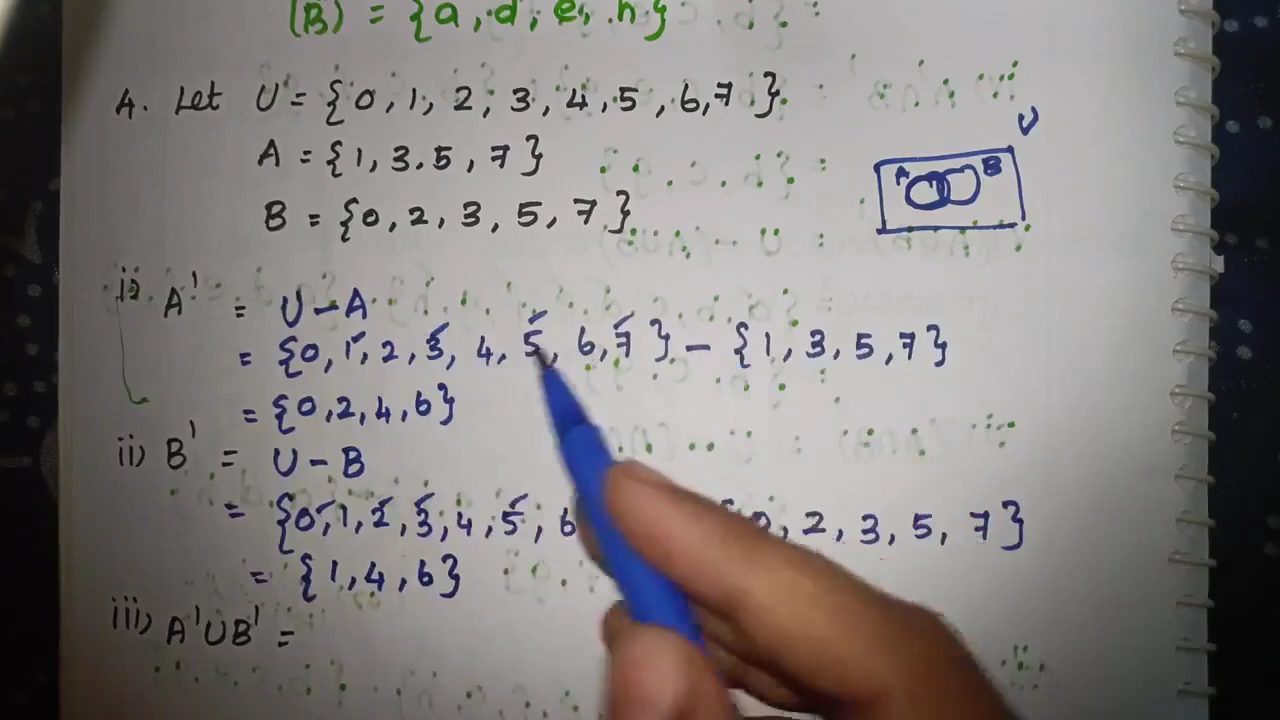 (B) = {a, d, e, h}
4. Let U = {0, 1, 2, 3, 4, 5, 6, 7}
A = {1, 3, 5, 7}
B = {0, 2, 3, 5, 7}
U
A B
i) A' = U - A
= {0, 1, 2, 3, 4, 5, 6, 7} - {1, 3, 5, 7}
= {0, 2, 4, 6}
ii) B' = U - B
= {0, 1, 2, 3, 4, 5, 6 0, 2, 3, 5, 7}
= {1, 4, 6}
iii) A'UB' =